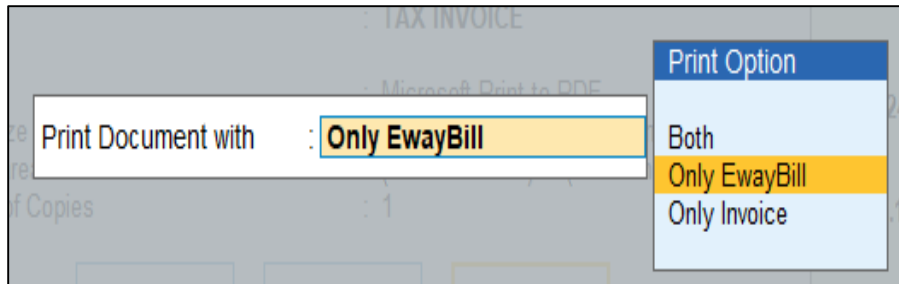 : TAX INVOICE
Print Option
: Microsoft Print to PDF
Print Document with : Only EwayBill
Both
Only EwayBill
Only Invoice
of Copies : 1